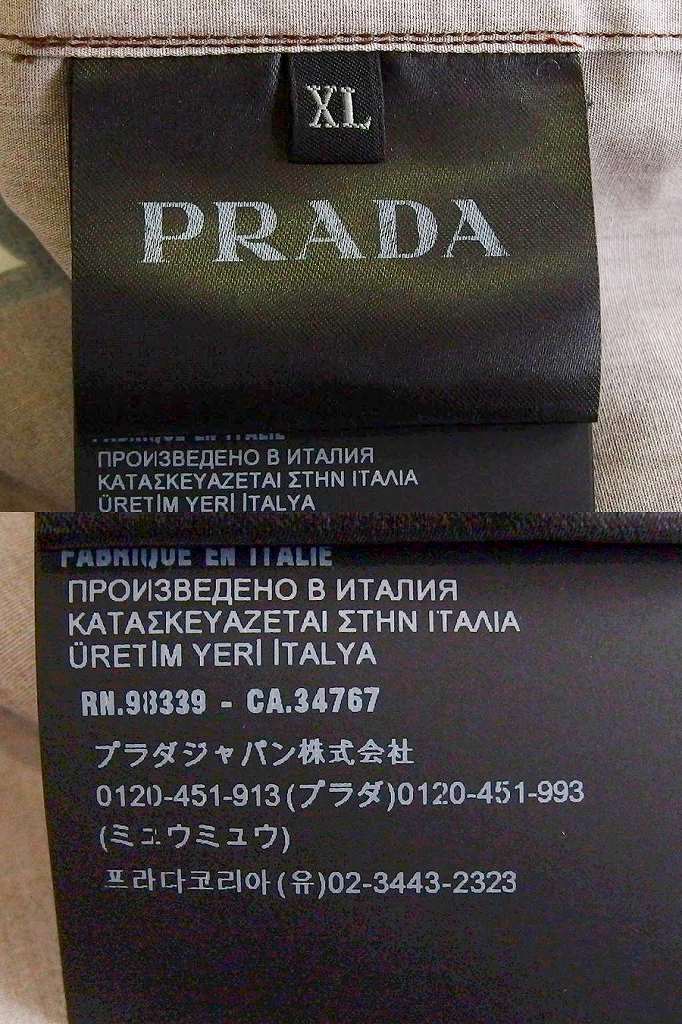 XL
PRADA
FABRIQUE EN ITALIE
ПРОИЗВЕДЕНО В ИТАЛИЯ
ΚΑΤΑΣΚΕΥΑΖΕΤΑΙ ΣΤΗΝ ΙΤΑΛΙΑ
ÜRETİM YERİ İTALYA
FABRIQUE EN ITALIE
ПРОИЗВЕДЕНО В ИТАЛИЯ
ΚΑΤΑΣΚΕΥΑΖΕΤΑΙ ΣΤΗΝ ΙΤΑΛΙΑ
ÜRETİM YERİ İTALYA
RN.98339 - CA.34767
プラダジャパン株式会社
0120-451-913(プラダ)0120-451-993
(ミュウミュウ)
프라다코리아(유)02-3443-2323